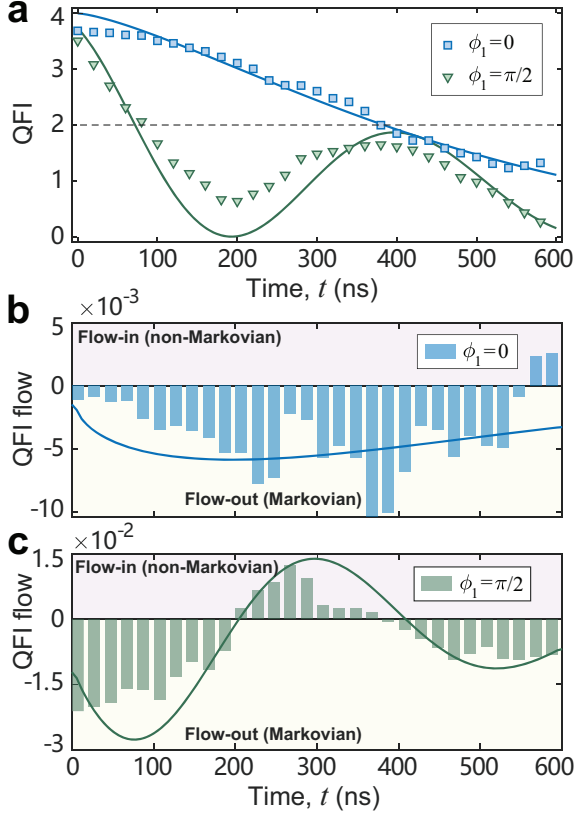 a
4
3
2
1
0
QFI
ϕ₁=0
ϕ₁=π/2
0 100 200 300 400 500 600
Time, t (ns)
b
×10⁻³
5
0
-5
-10
QFI flow
Flow-in (non-Markovian)
ϕ₁=0
Flow-out (Markovian)
c
×10⁻²
1.5
0
-1.5
-3
QFI flow
Flow-in (non-Markovian)
ϕ₁=π/2
Flow-out (Markovian)
0 100 200 300 400 500 600
Time, t (ns)